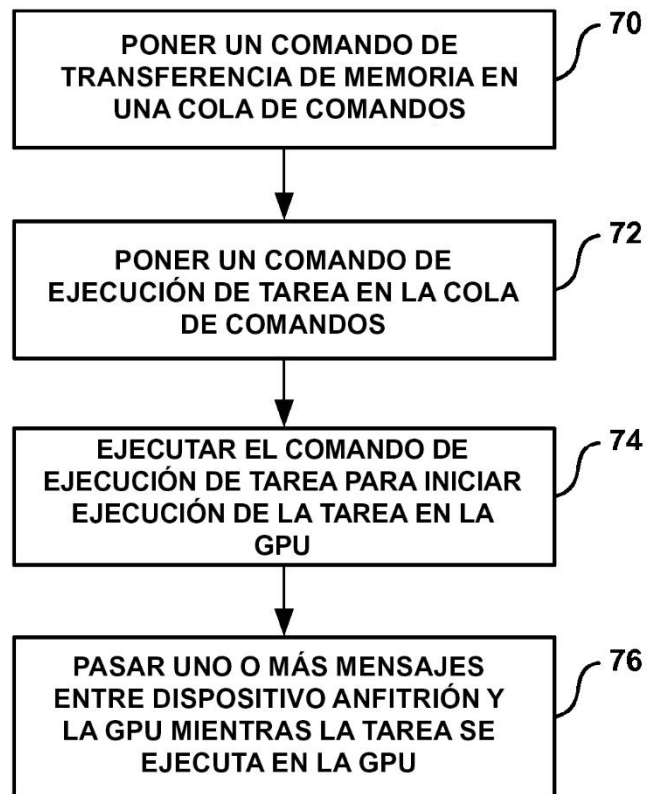 PONER UN COMANDO DE
TRANSFERENCIA DE MEMORIA EN
UNA COLA DE COMANDOS
70
PONER UN COMANDO DE
EJECUCIÓN DE TAREA EN LA COLA
DE COMANDOS
72
EJECUTAR EL COMANDO DE
EJECUCIÓN DE TAREA PARA INICIAR
EJECUCIÓN DE LA TAREA EN LA
GPU
74
PASAR UNO O MÁS MENSAJES
ENTRE DISPOSITIVO ANFITRIÓN Y
LA GPU MIENTRAS LA TAREA SE
EJECUTA EN LA GPU
76